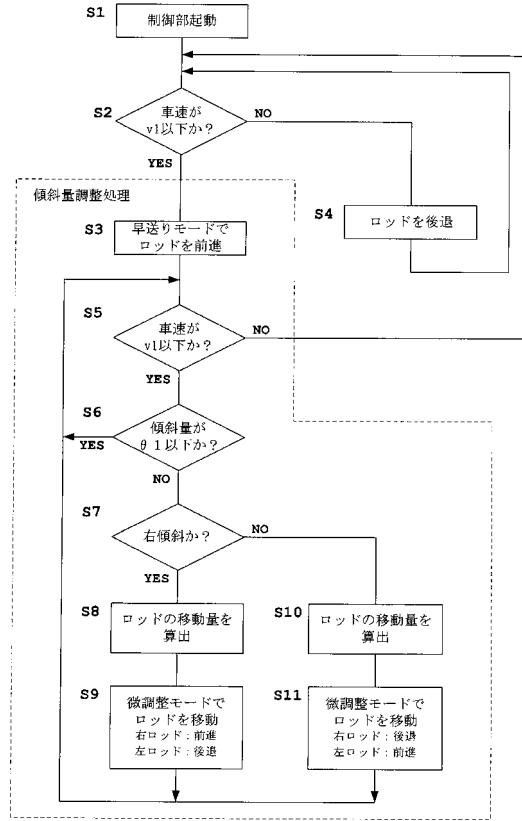 S1
制御部起動
S2
車速が
v1以下か？
NO
YES
傾斜量調整処理
S4
ロッドを後退
S3
早送りモードで
ロッドを前進
S5
車速が
v1以下か？
NO
YES
S6
傾斜量が
θ1以下か？
YES
NO
S7
右傾斜か？
NO
YES
S8
ロッドの移動量を
算出
S10
ロッドの移動量を
算出
S9
微調整モードで
ロッドを移動
右ロッド：前進
左ロッド：後退
S11
微調整モードで
ロッドを移動
右ロッド：後退
左ロッド：前進